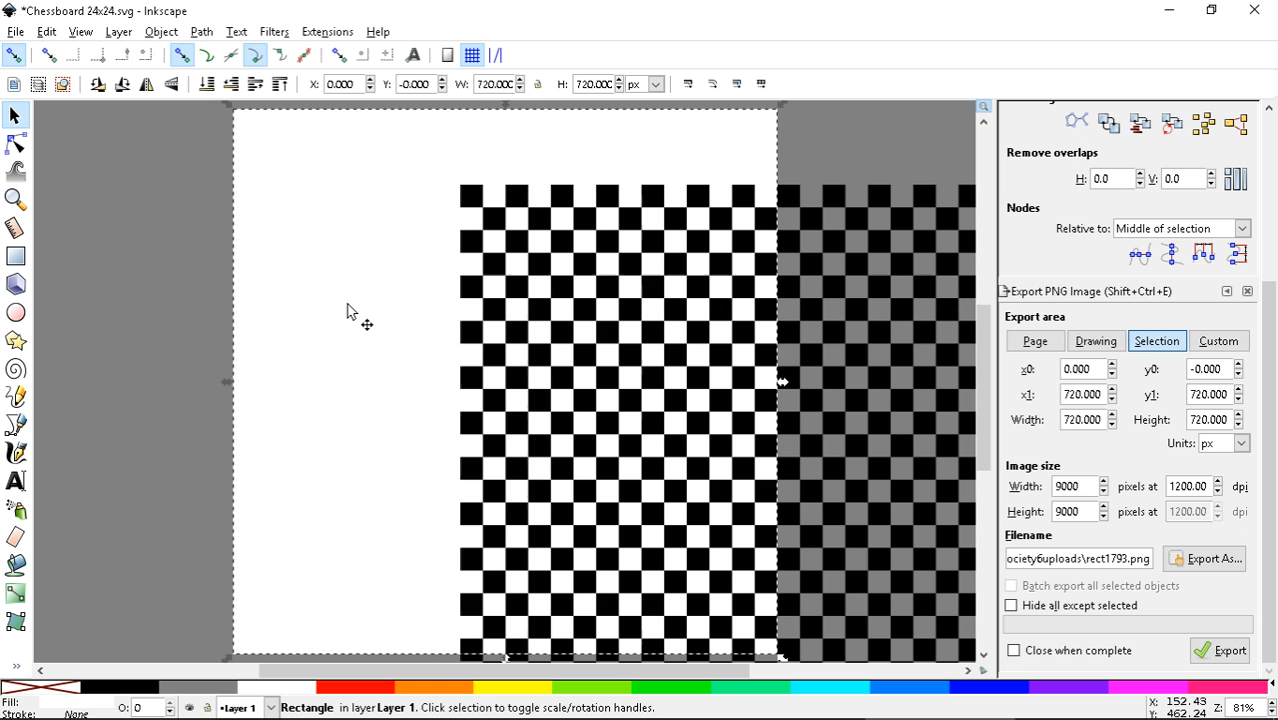 *Chessboard 24x24.svg - Inkscape
File Edit View Layer Object Path Text Filters Extensions Help
X: 0.000 Y: -0.000 W: 720.000 H: 720.000 px
Remove overlaps
H: 0.0 V: 0.0
Nodes
Relative to: Middle of selection
Export PNG Image (Shift+Ctrl+E)
Export area
Page Drawing Selection Custom
x0: 0.000 y0: -0.000
x1: 720.000 y1: 720.000
Width: 720.000 Height: 720.000
Units: px
Image size
Width: 9000 pixels at 1200.00 dpi
Height: 9000 pixels at 1200.00 dpi
Filename
ociety6uploads\rect1793.png Export As...
Batch export all selected objects
Hide all except selected
Close when complete Export
Fill:
Stroke: None
O: 0
Layer 1
Rectangle in layer Layer 1. Click selection to toggle scale/rotation handles.
X: 152.43
Y: 462.24
Z: 81%